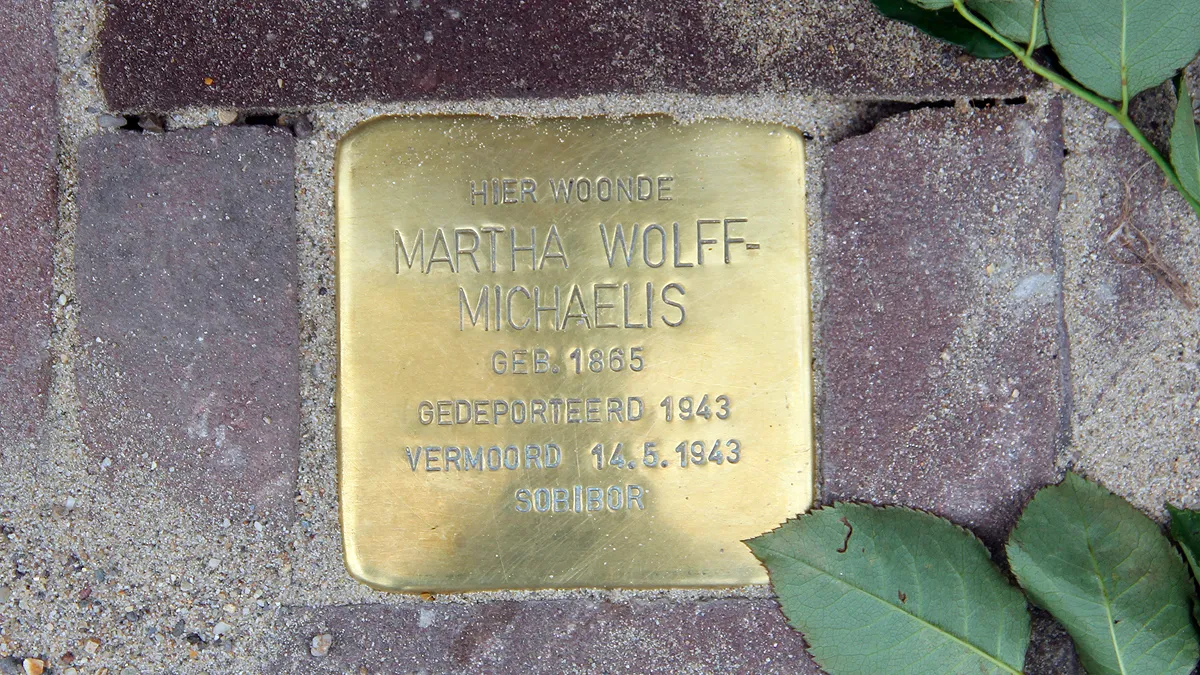 HIER WOONDE
MARTHA WOLFF-
MICHAELIS
GEB. 1865
GEDEPORTEERD 1943
VERMOORD 14.5.1943
SOBIBOR